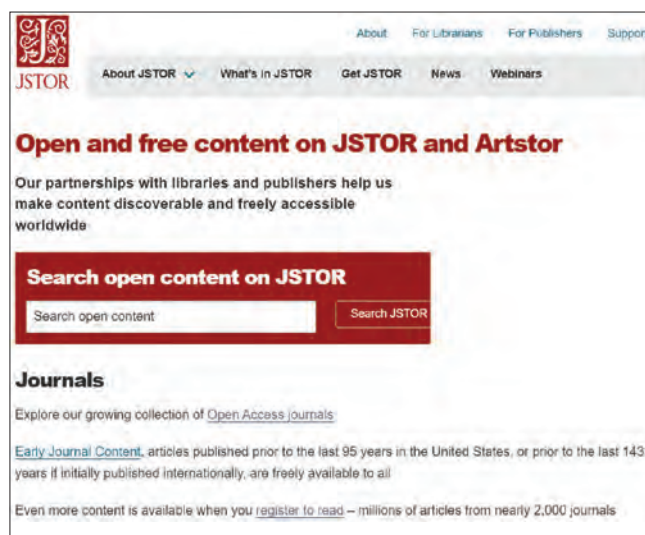 About For Librarians For Publishers Support
JSTOR
About JSTOR What's in JSTOR Get JSTOR News Webinars
Open and free content on JSTOR and Artstor
Our partnerships with libraries and publishers help us
make content discoverable and freely accessible
worldwide
Search open content on JSTOR
Search open content Search JSTOR
Journals
Explore our growing collection of Open Access journals
Early Journal Content, articles published prior to the last 95 years in the United States, or prior to the last 143
years if initially published internationally, are freely available to all
Even more content is available when you register to read – millions of articles from nearly 2,000 journals